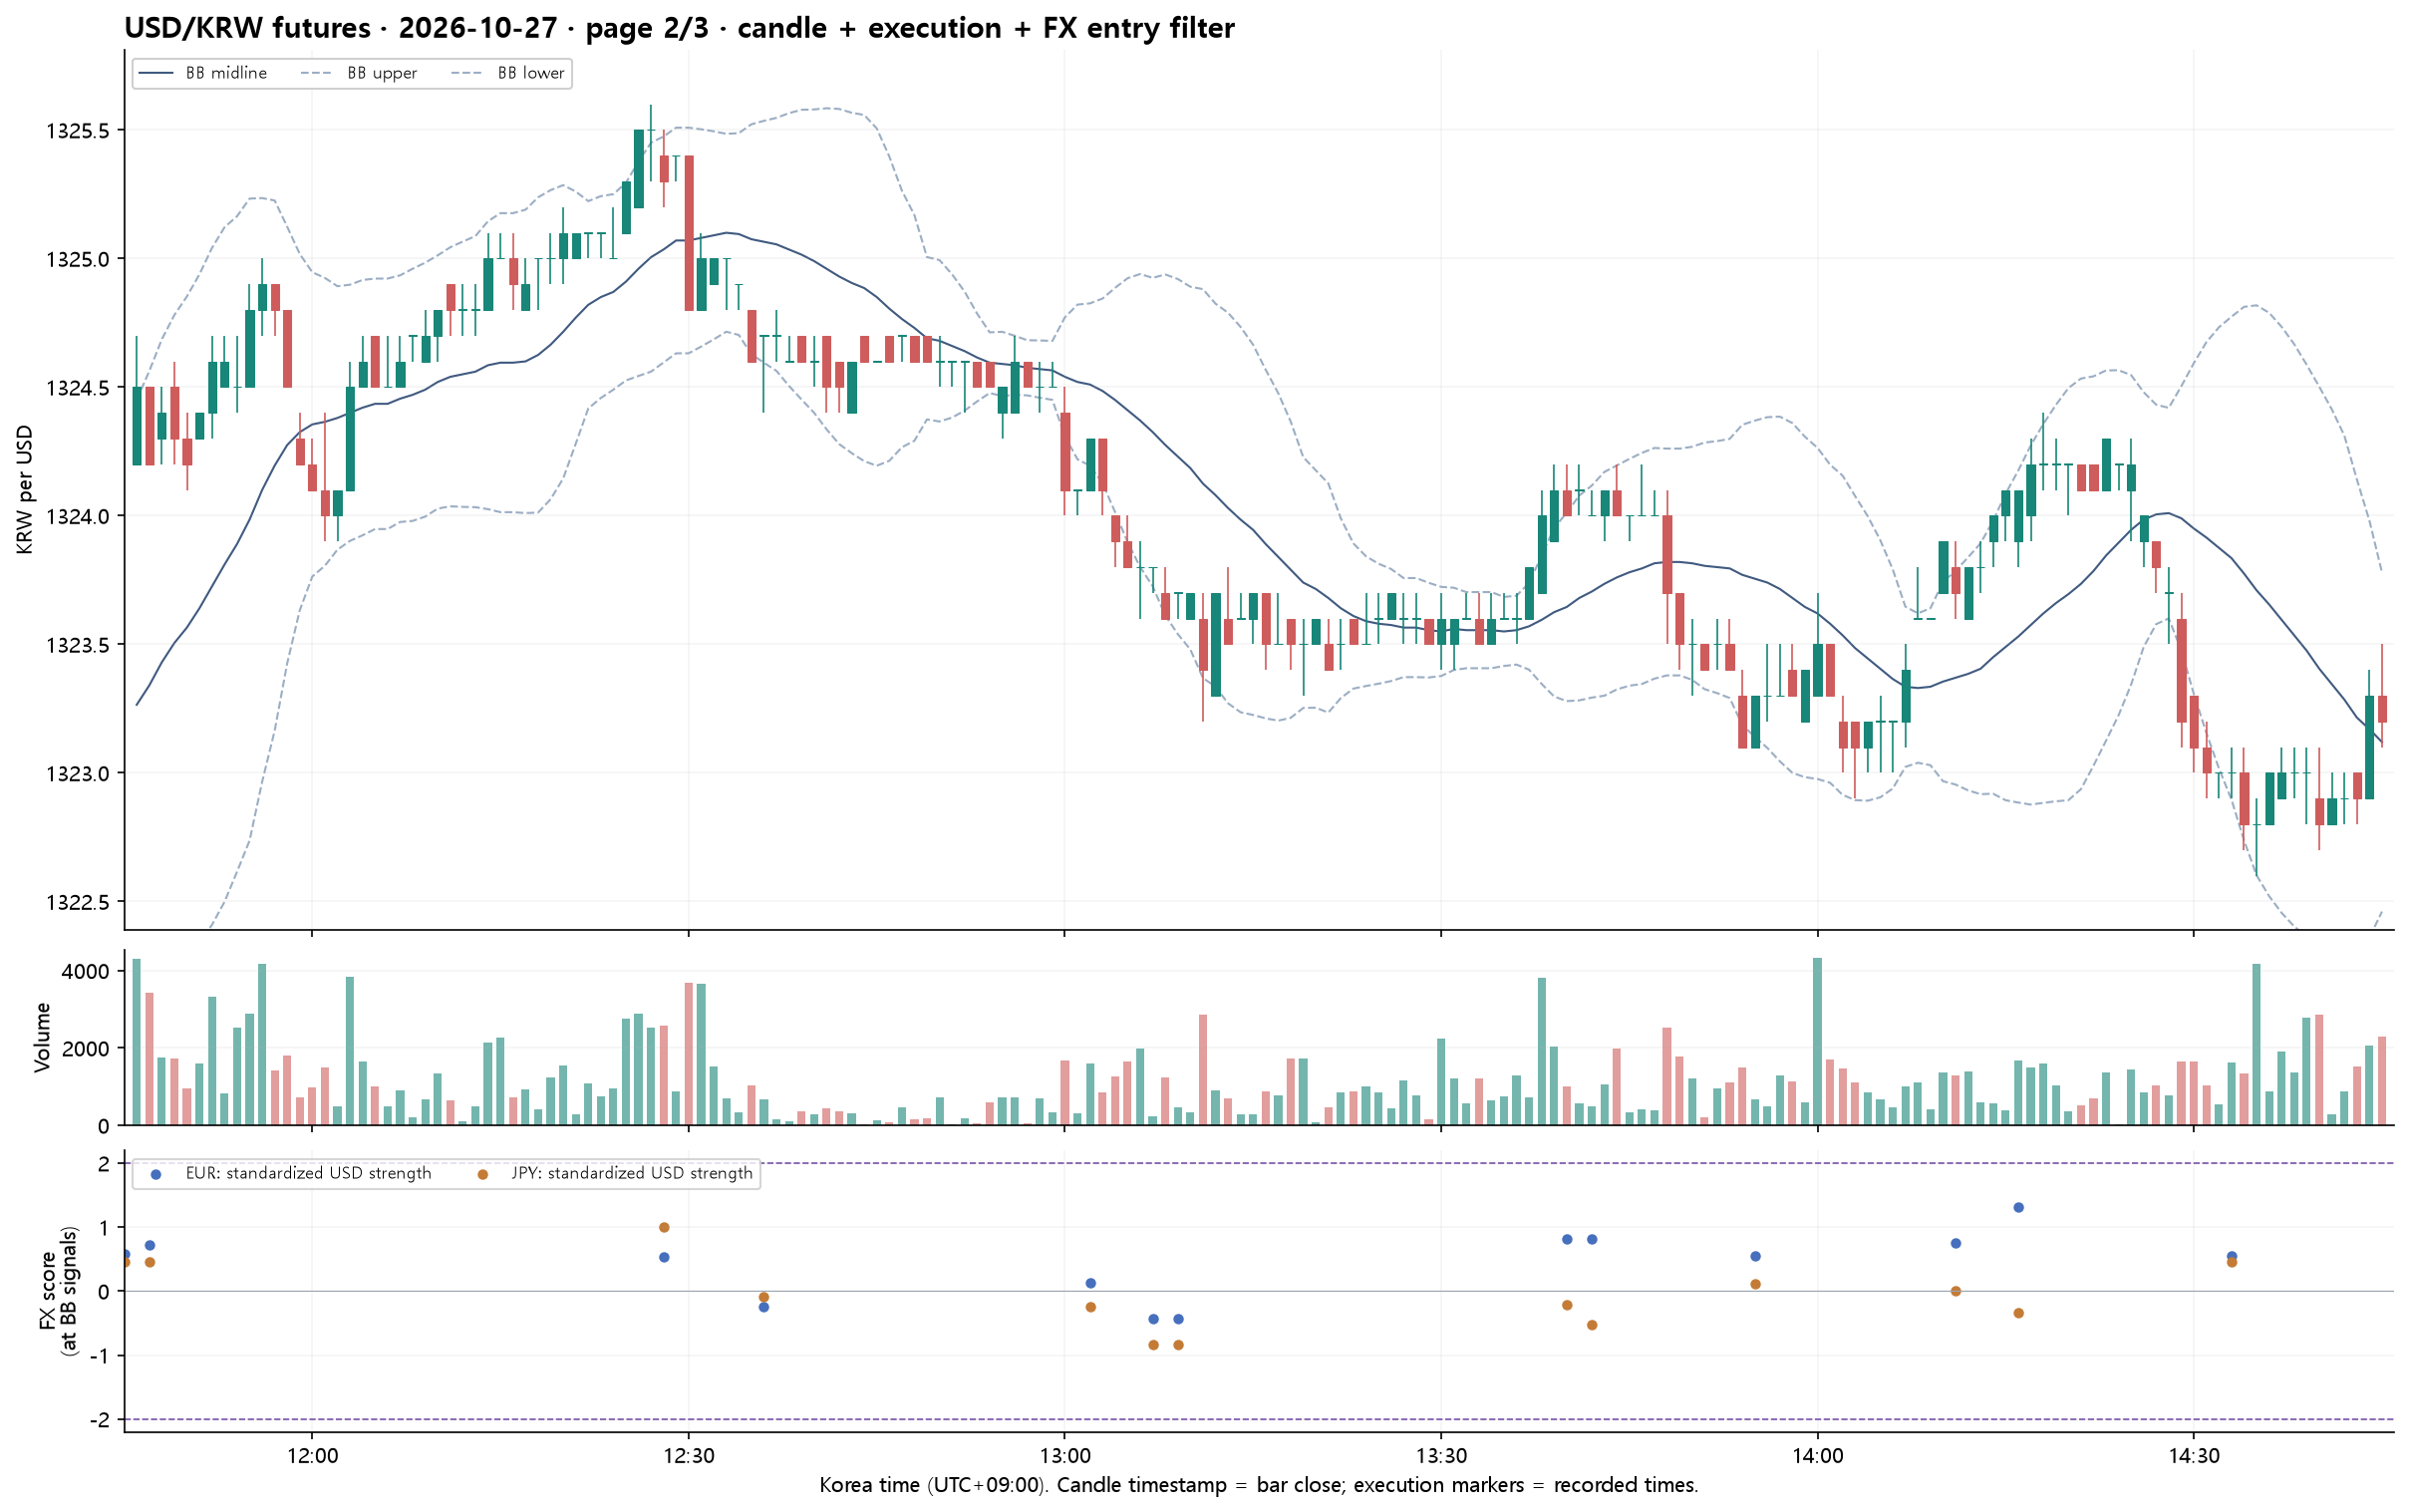 USD/KRW futures · 2026-10-27 · page 2/3 · candle + execution + FX entry filter
BB midline BB upper BB lower
KRW per USD
1325.5
1325.0
1324.5
1324.0
1323.5
1323.0
1322.5
Volume
4000
2000
0
EUR: standardized USD strength JPY: standardized USD strength
FX score
(at BB signals)
2
1
0
-1
-2
12:00 12:30 13:00 13:30 14:00 14:30
Korea time (UTC+09:00). Candle timestamp = bar close; execution markers = recorded times.